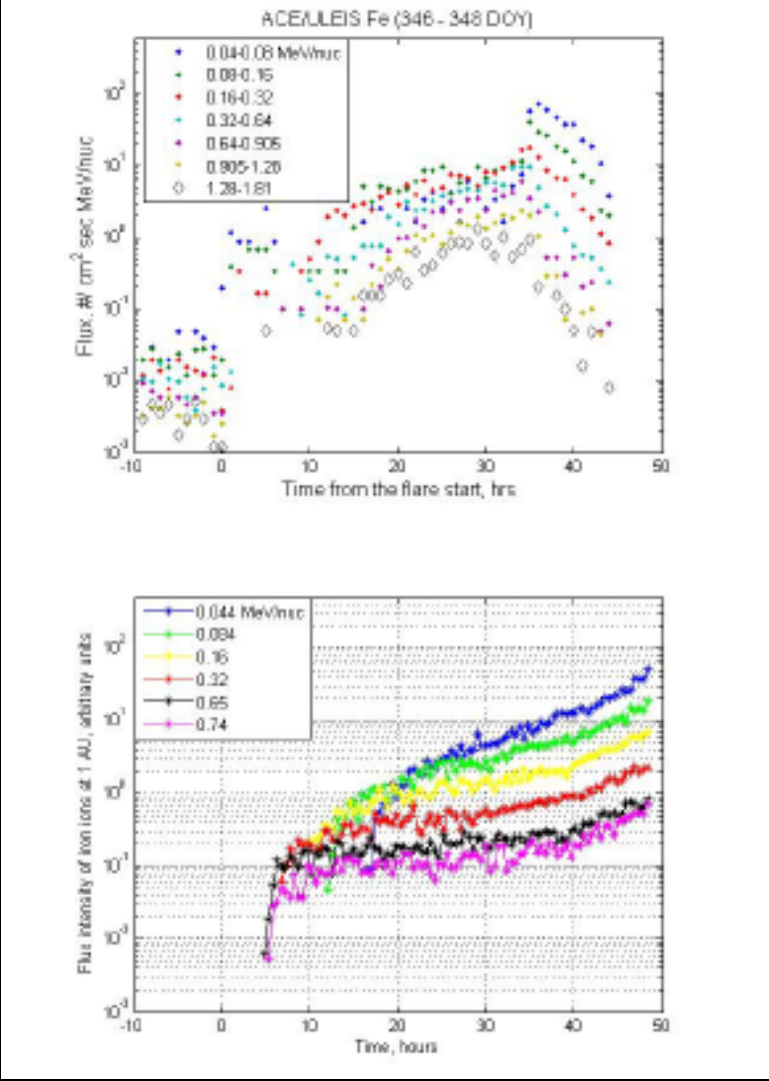 ACE/ULEIS Fe (346 - 348 DOY)
0.04-0.08 MeV/nuc
0.08-0.16
0.16-0.32
0.32-0.64
0.64-0.905
0.905-1.28
1.28-1.81
Flux, #/ cm² sec MeV/nuc
10²
10¹
10⁰
10⁻¹
10⁻²
10⁻³
-10 0 10 20 30 40 50
Time from the flare start, hrs
0.044 MeV/nuc
0.084
0.16
0.32
0.65
0.74
Flux intensity of iron ions at 1 AU, arbitrary units
10²
10¹
10⁰
10⁻¹
10⁻²
10⁻³
-10 0 10 20 30 40 50
Time, hours